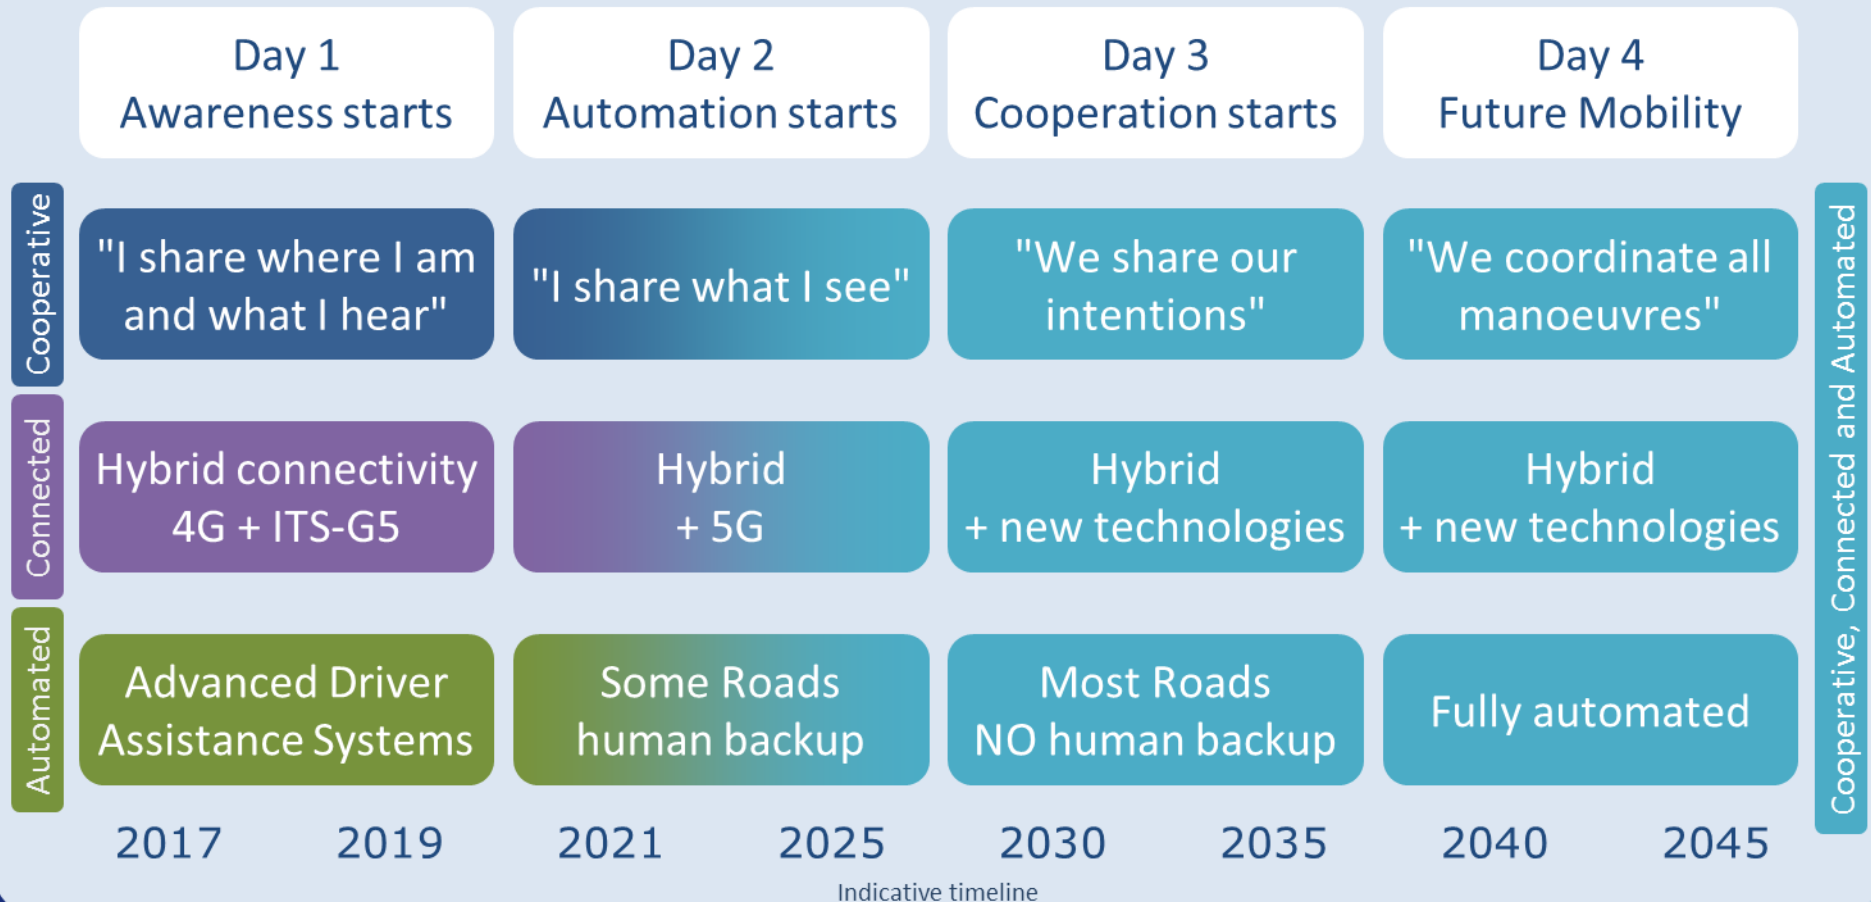 Day 1
Awareness starts
Day 2
Automation starts
Day 3
Cooperation starts
Day 4
Future Mobility
Cooperative
"I share where I am
and what I hear"
"I share what I see"
"We share our
intentions"
"We coordinate all
manoeuvres"
Connected
Hybrid connectivity
4G + ITS-G5
Hybrid
+ 5G
Hybrid
+ new technologies
Hybrid
+ new technologies
Automated
Advanced Driver
Assistance Systems
Some Roads
human backup
Most Roads
NO human backup
Fully automated
Cooperative, Connected and Automated
2017 2019 2021 2025 2030 2035 2040 2045
Indicative timeline